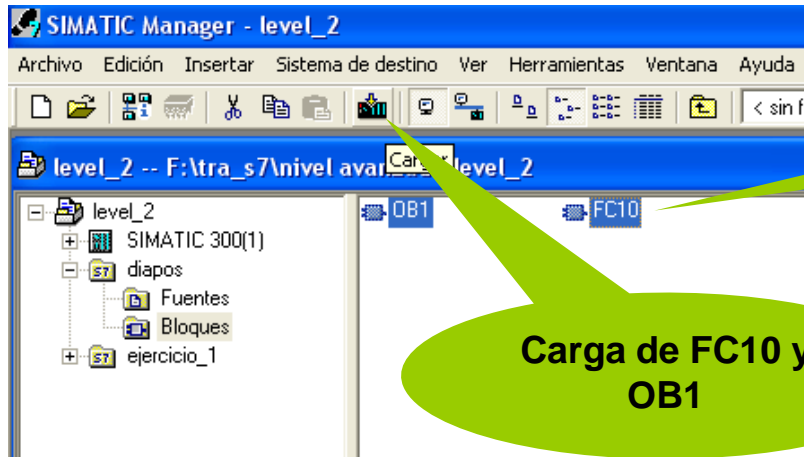 SIMATIC Manager - level_2
Archivo Edición Insertar Sistema de destino Ver Herramientas Ventana Ayuda
< sin f
level_2 -- F:\tra_s7\nivel level_2
level_2
SIMATIC 300(1)
diapos
Fuentes
Bloques
ejercicio_1
OB1 FC10
Carga de FC10 y
OB1